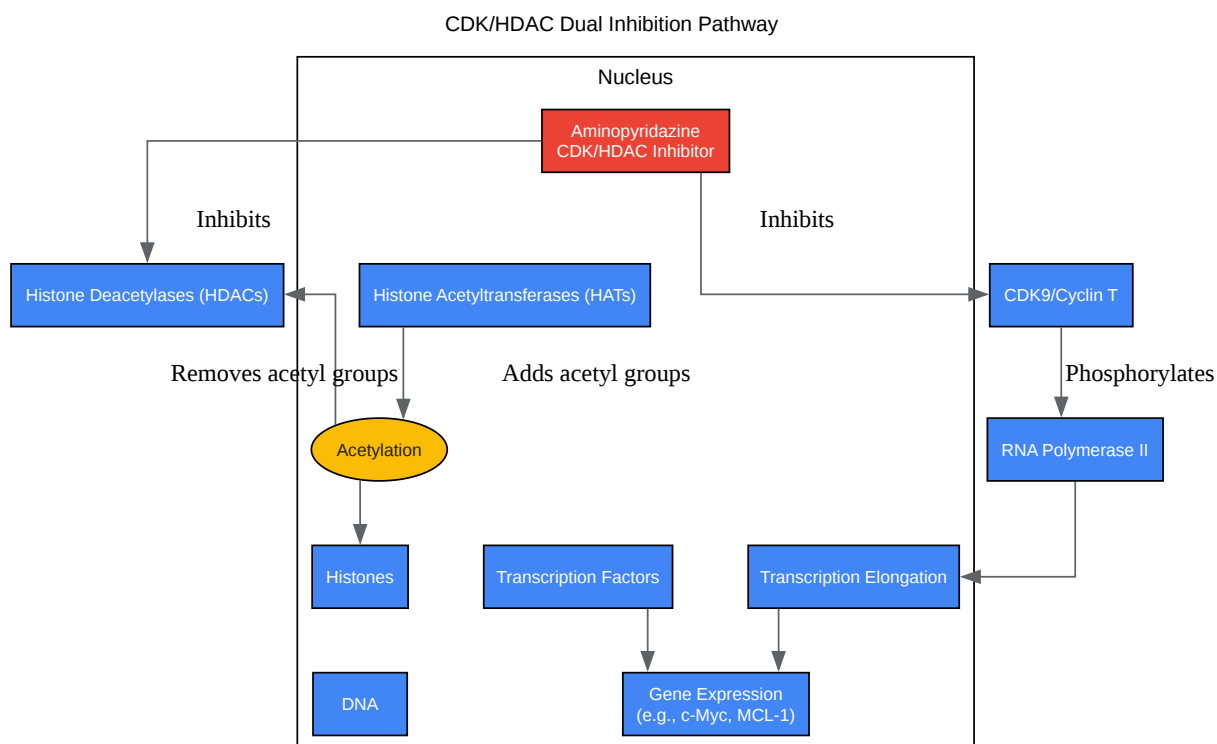 CDK/HDAC Dual Inhibition Pathway
Nucleus
Aminopyridazine
CDK/HDAC Inhibitor
Inhibits
Inhibits
Histone Deacetylases (HDACs)
Histone Acetyltransferases (HATs)
CDK9/Cyclin T
Removes acetyl groups
Adds acetyl groups
Phosphorylates
Acetylation
RNA Polymerase II
Histones
Transcription Factors
Transcription Elongation
DNA
Gene Expression
(e.g., c-Myc, MCL-1)